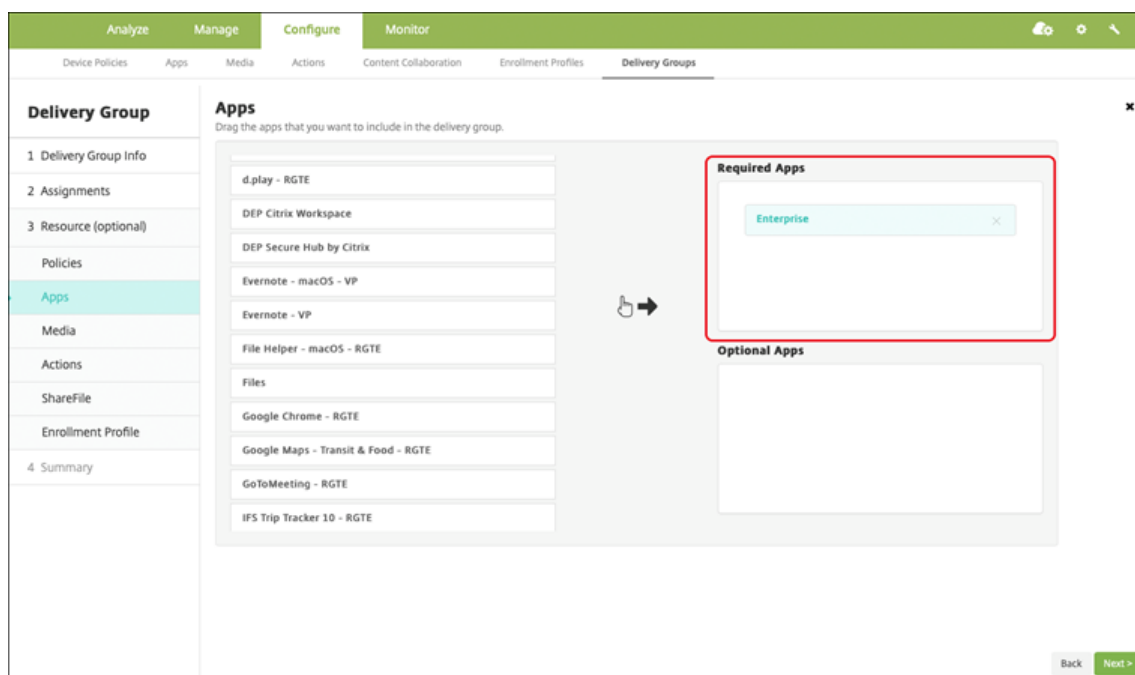 Analyze Manage Configure Monitor
Device Policies Apps Media Actions Content Collaboration Enrollment Profiles Delivery Groups
Delivery Group
1 Delivery Group Info
2 Assignments
3 Resource (optional)
Policies
Apps
Media
Actions
ShareFile
Enrollment Profile
4 Summary
Apps
Drag the apps that you want to include in the delivery group.
d.play - RGTE
DEP Citrix Workspace
DEP Secure Hub by Citrix
Evernote - macOS - VP
Evernote - VP
File Helper - macOS - RGTE
Files
Google Chrome - RGTE
Google Maps - Transit & Food - RGTE
GoToMeeting - RGTE
IFS Trip Tracker 10 - RGTE
Required Apps
Enterprise
Optional Apps
Back Next >